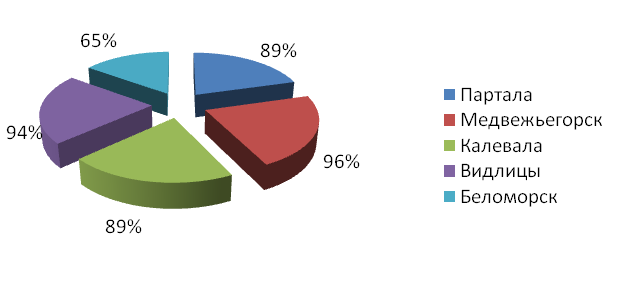 65%
89%
94%
96%
89%
Партала
Медвежьегорск
Калевала
Видлицы
Беломорск